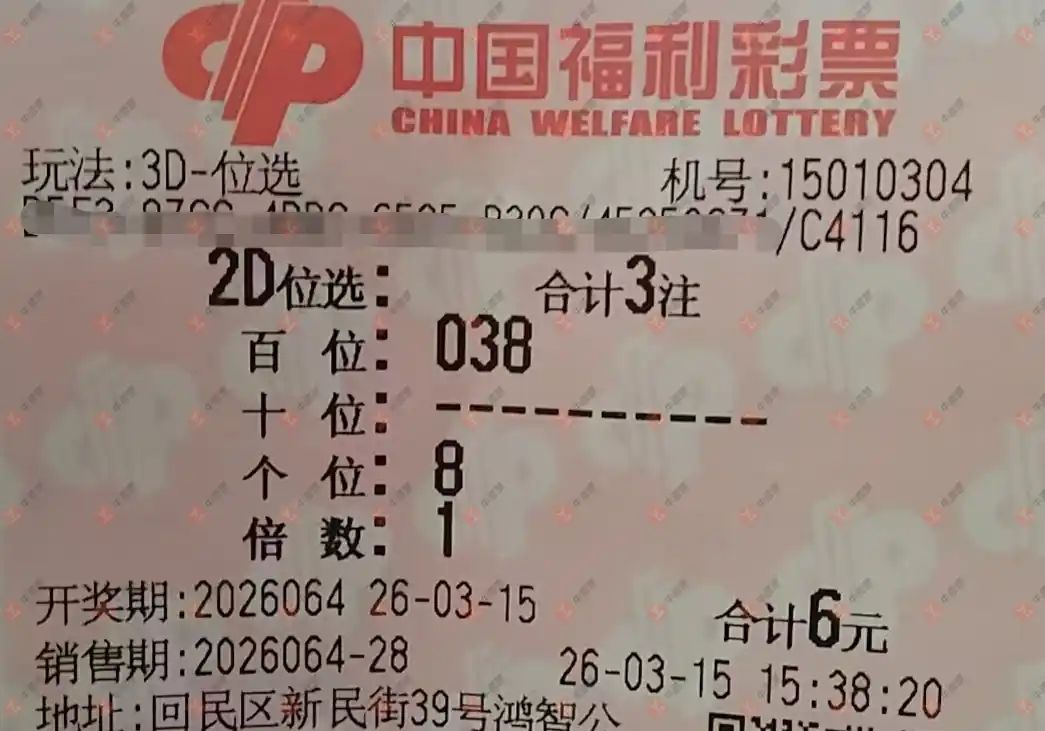 中国福利彩票
CHINA WELFARE LOTTERY
玩法:3D-位选 机号:15010304
/C4116
2D位选: 合计3注
百 位: 038
十 位: ----------
个 位: 8
倍 数: 1
开奖期:2026064 26-03-15 合计6元
销售期:2026064-28 26-03-15 15:38:20
地址:回民区新民街39号鸿智公